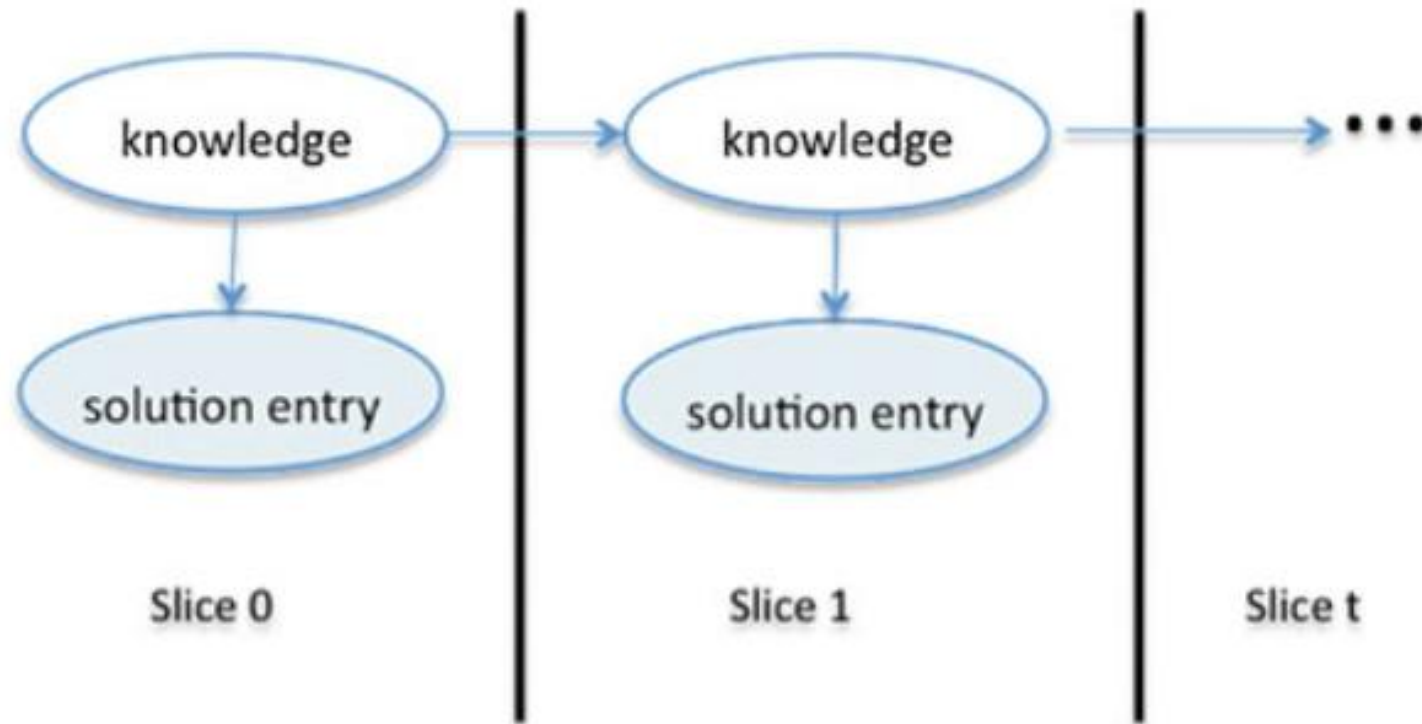 knowledge
knowledge
...
solution entry
solution entry
Slice 0
Slice 1
Slice t